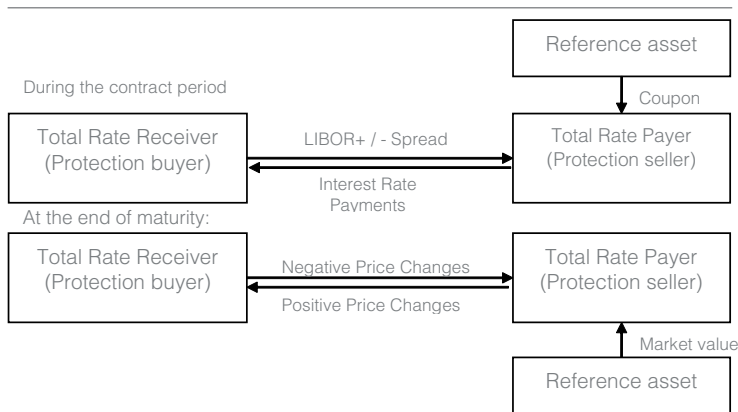 Reference asset
During the contract period
Coupon
Total Rate Receiver
(Protection buyer)
LIBOR+ / - Spread
Interest Rate
Payments
Total Rate Payer
(Protection seller)
At the end of maturity:
Total Rate Receiver
(Protection buyer)
Negative Price Changes
Positive Price Changes
Total Rate Payer
(Protection seller)
Market value
Reference asset